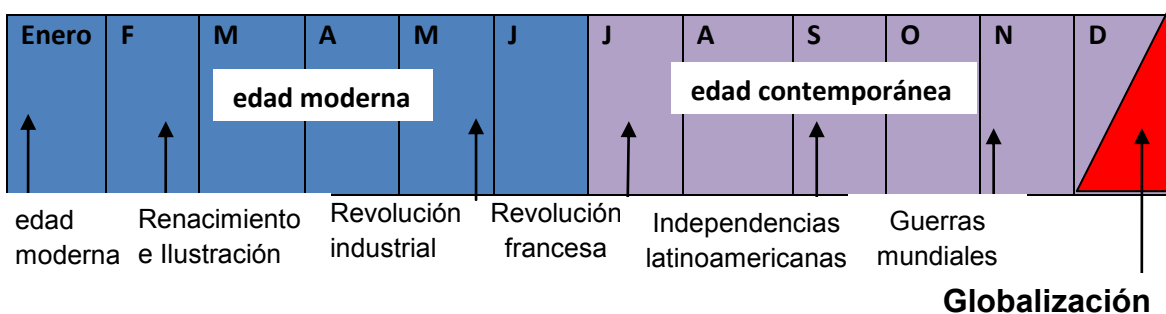 Enero F M A M J J A S O N D
edad moderna
edad contemporánea
edad
moderna
Renacimiento
e Ilustración
Revolución
industrial
Revolución
francesa
Independencias
latinoamericanas
Guerras
mundiales
Globalización